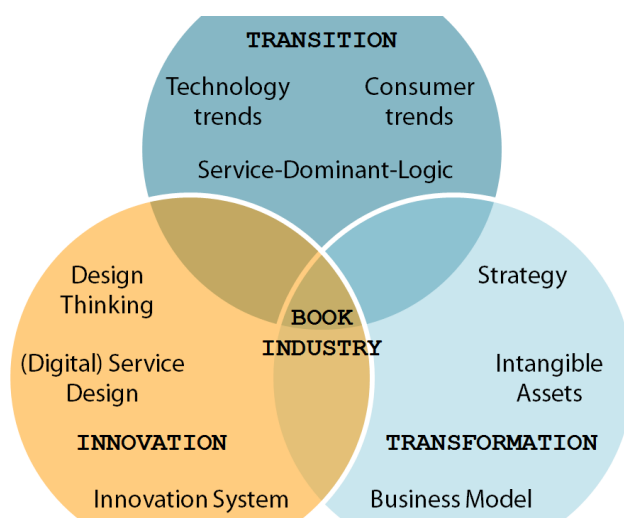 TRANSITION
Technology
trends
Consumer
trends
Service-Dominant-Logic
Design
Thinking
Strategy
BOOK
INDUSTRY
(Digital) Service
Design
Intangible
Assets
INNOVATION
TRANSFORMATION
Innovation System
Business Model